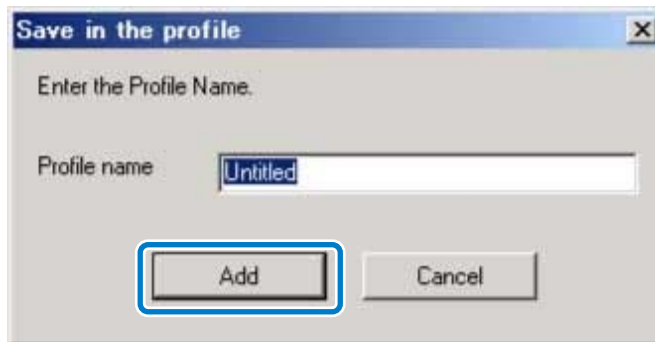 Save in the profile
Enter the Profile Name.
Profile name Untitled
Add Cancel